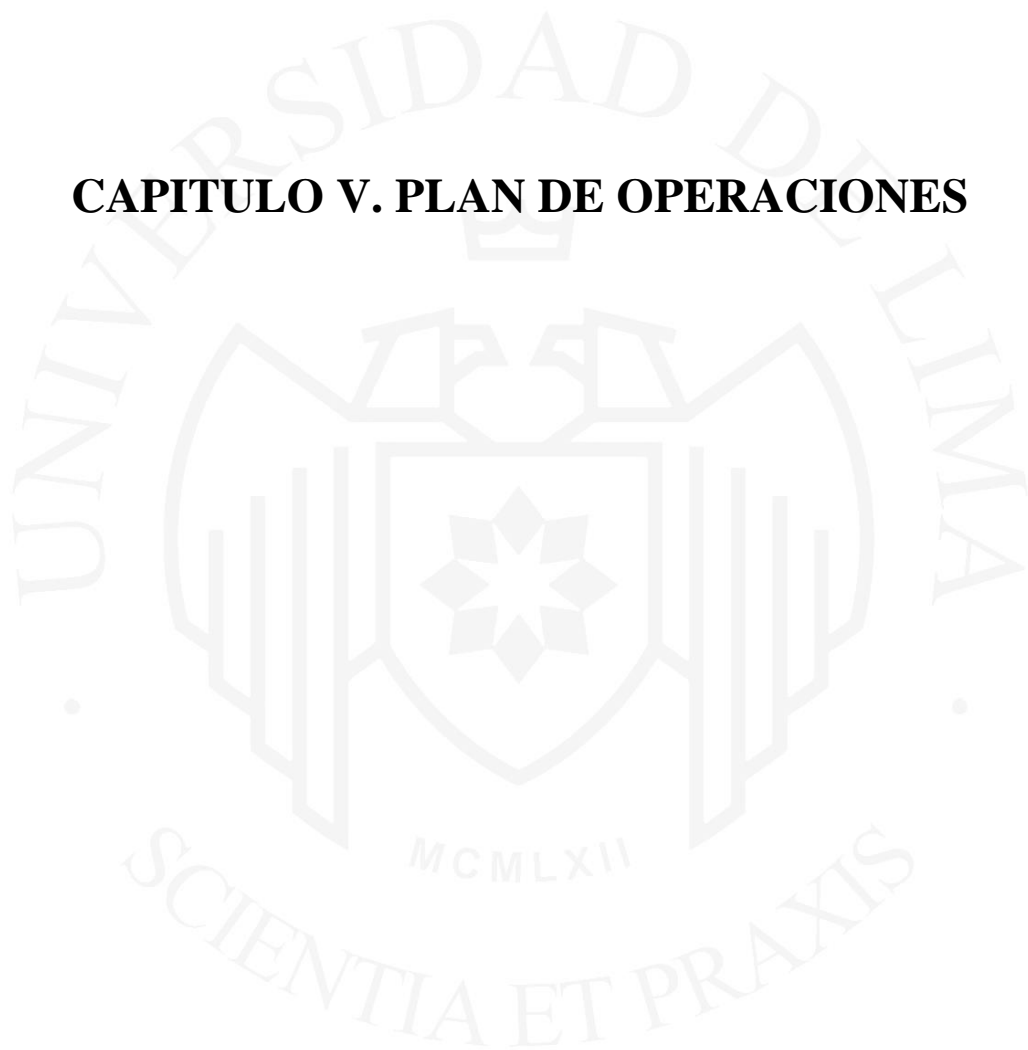 CAPITULO V. PLAN DE OPERACIONES
UNIVERSIDAD DE LIMA
MCMLXII
SCIENTIA ET PRAXIS